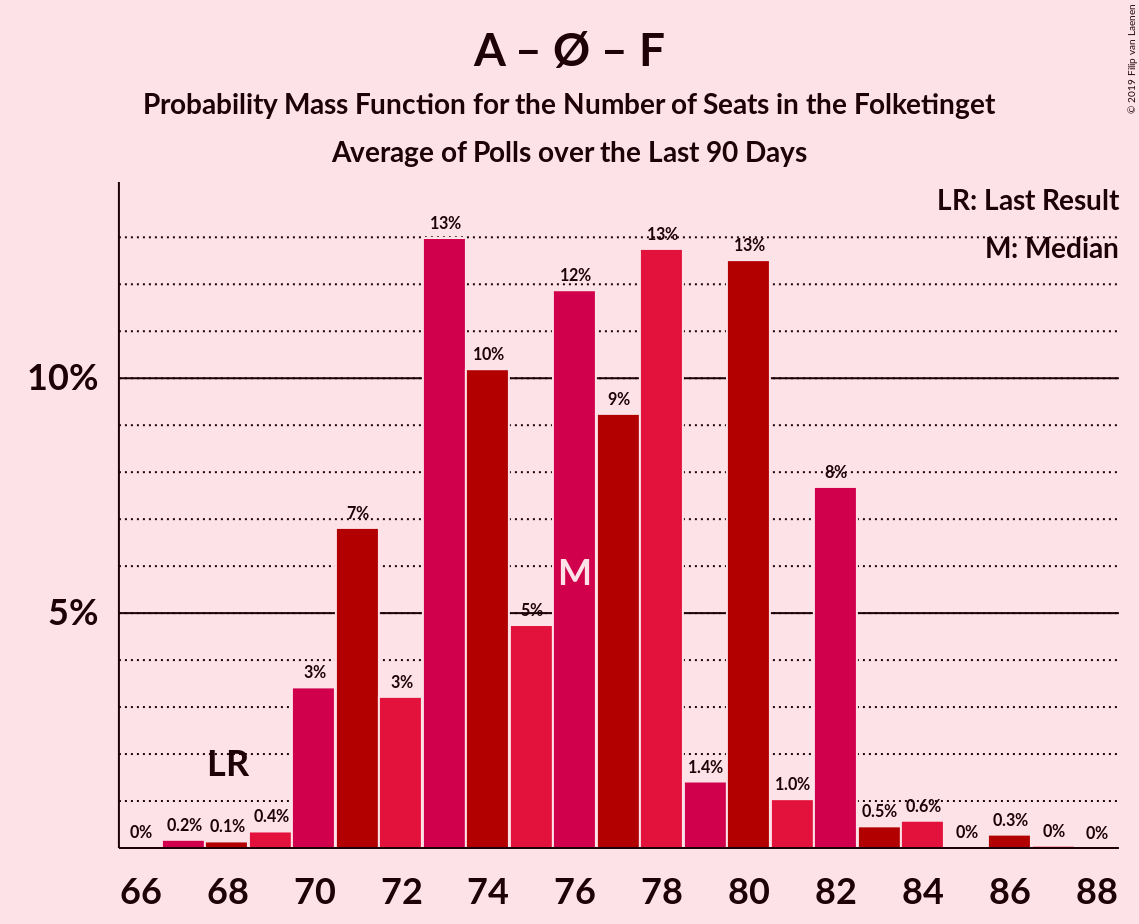 A – Ø – F
Probability Mass Function for the Number of Seats in the Folketinget
Average of Polls over the Last 90 Days
© 2019 Filip van Laenen
LR: Last Result
M: Median
10%
5%
0%
0.2%
0.1%
0.4%
3%
7%
3%
13%
10%
5%
12%
9%
13%
1.4%
13%
1.0%
8%
0.5%
0.6%
0%
0.3%
0%
0%
LR
M
66 68 70 72 74 76 78 80 82 84 86 88